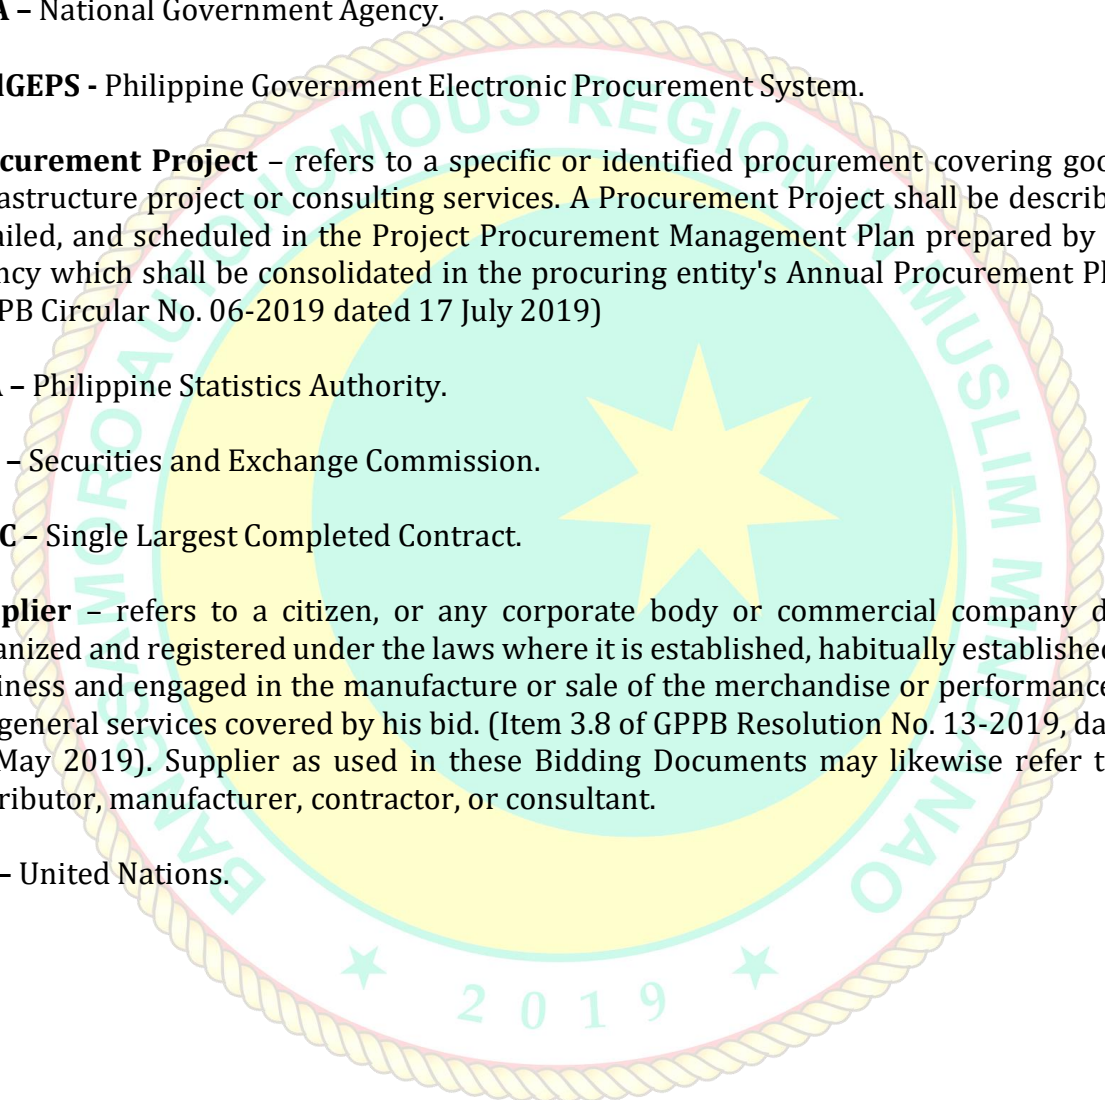 A – National Government Agency.
GEPS - Philippine Government Electronic Procurement System.
curement Project – refers to a specific or identified procurement covering goo
astructure project or consulting services. A Procurement Project shall be describ
iled, and scheduled in the Project Procurement Management Plan prepared by
ncy which shall be consolidated in the procuring entity's Annual Procurement Pl
PB Circular No. 06-2019 dated 17 July 2019)
– Philippine Statistics Authority.
– Securities and Exchange Commission.
C – Single Largest Completed Contract.
plier – refers to a citizen, or any corporate body or commercial company d
anized and registered under the laws where it is established, habitually established
iness and engaged in the manufacture or sale of the merchandise or performance
general services covered by his bid. (Item 3.8 of GPPB Resolution No. 13-2019, da
May 2019). Supplier as used in these Bidding Documents may likewise refer t
ributor, manufacturer, contractor, or consultant.
– United Nations.
BANGSAMORO AUTONOMOUS REGION IN MUSLIM MINDANAO
2019